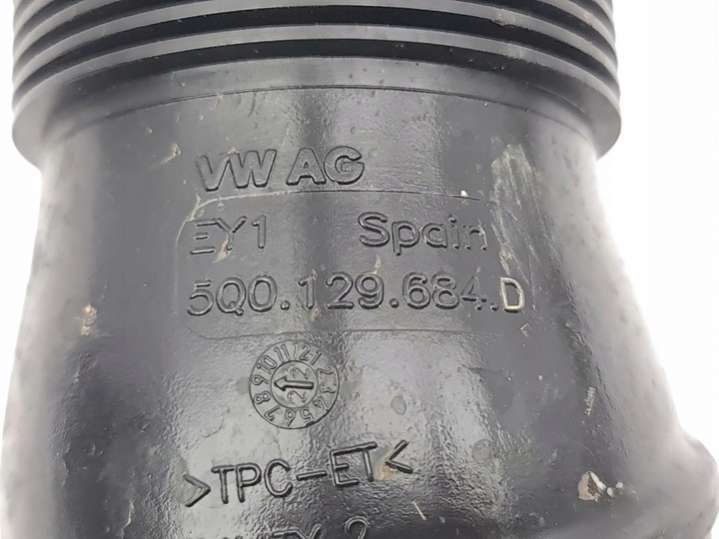 VW AG
EY1 Spain
5Q0.129.684.D
>TPC-ET<